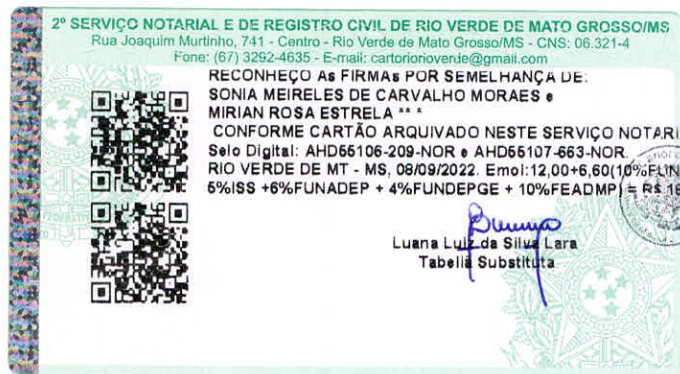 2º SERVIÇO NOTARIAL E DE REGISTRO CIVIL DE RIO VERDE DE MATO GROSSO/MS
Rua Joaquim Murtinho, 741 - Centro - Rio Verde de Mato Grosso/MS - CNS: 06.321-4
Fone: (67) 3292-4635 - E-mail: cartoriorioverde@gmail.com
RECONHEÇO As FIRMAs POR SEMELHANÇA DE:
SONIA MEIRELES DE CARVALHO MORAES e
MIRIAN ROSA ESTRELA ** *
CONFORME CARTÃO ARQUIVADO NESTE SERVIÇO NOTARI
Selo Digital: AHD55106-209-NOR e AHD55107-663-NOR.
RIO VERDE DE MT - MS, 08/09/2022. Emol:12,00+6,60(10%FUN
5%ISS +6%FUNADEP + 4%FUNDEPGE + 10%FEADMP) = R$ 18
Luana Luiz da Silva Lara
Tabeliã Substituta